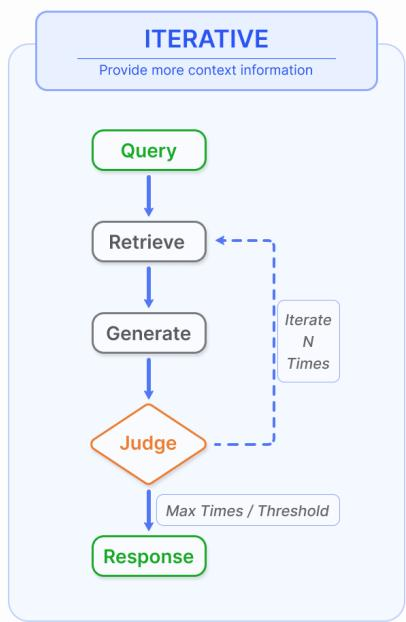 ITERATIVE
Provide more context information
Query
Retrieve
Generate
Iterate
N
Times
Judge
Max Times / Threshold
Response